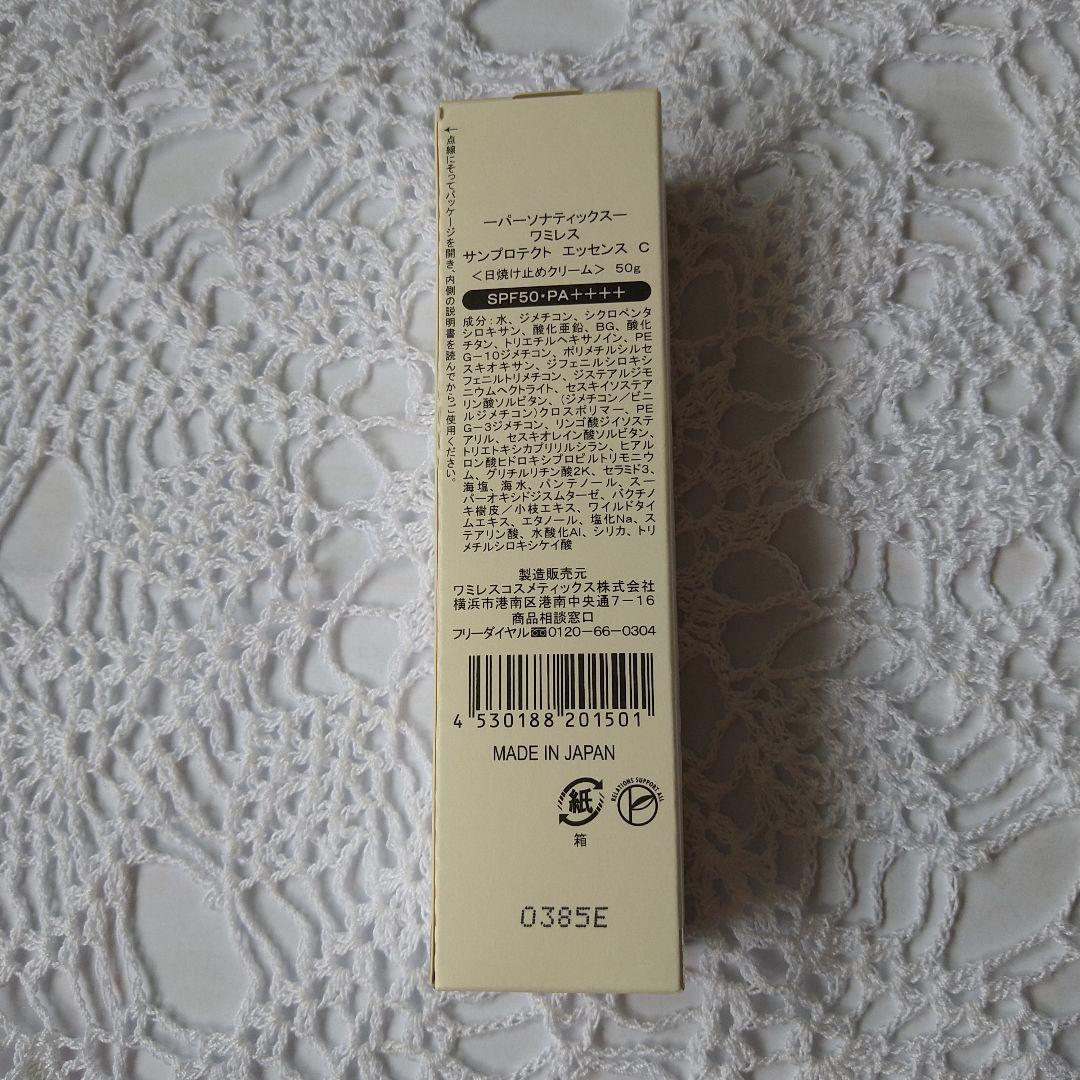 ←点線にそってパッケージを開き、内側の説明書を読んでからご使用ください。
―パーソナティックス―
ワミレス
サンプロテクト エッセンス C
＜日焼け止めクリーム＞ 50g
SPF50・PA++++
成分：水、ジメチコン、シクロペンタ
シロキサン、酸化亜鉛、BG、酸化
チタン、トリエチルヘキサノイン、PE
G－10ジメチコン、ポリメチルシルセ
スキオキサン、ジフェニルシロキシ
フェニルトリメチコン、ジステアルジモ
ニウムヘクトライト、セスキイソステア
リン酸ソルビタン、（ジメチコン／ビニ
ルジメチコン）クロスポリマー、PE
G－3ジメチコン、リンゴ酸ジイソステ
アリル、セスキオレイン酸ソルビタン、
トリエトキシカプリリルシラン、ヒアル
ロン酸ヒドロキシプロピルトリモニウ
ム、グリチルリチン酸2K、セラミド3、
海塩、海水、パンテノール、スー
パーオキシドジスムターゼ、バクチノ
キ樹皮／小枝エキス、ワイルドタイ
ムエキス、エタノール、塩化Na、ス
テアリン酸、水酸化Al、シリカ、トリ
メチルシロキシケイ酸
製造販売元
ワミレスコスメティックス株式会社
横浜市港南区港南中央通7－16
商品相談窓口
フリーダイヤル 0120－66－0304
4 530188 201501
MADE IN JAPAN
紙
RELATIONS SUPPORT ALL
箱
0385E